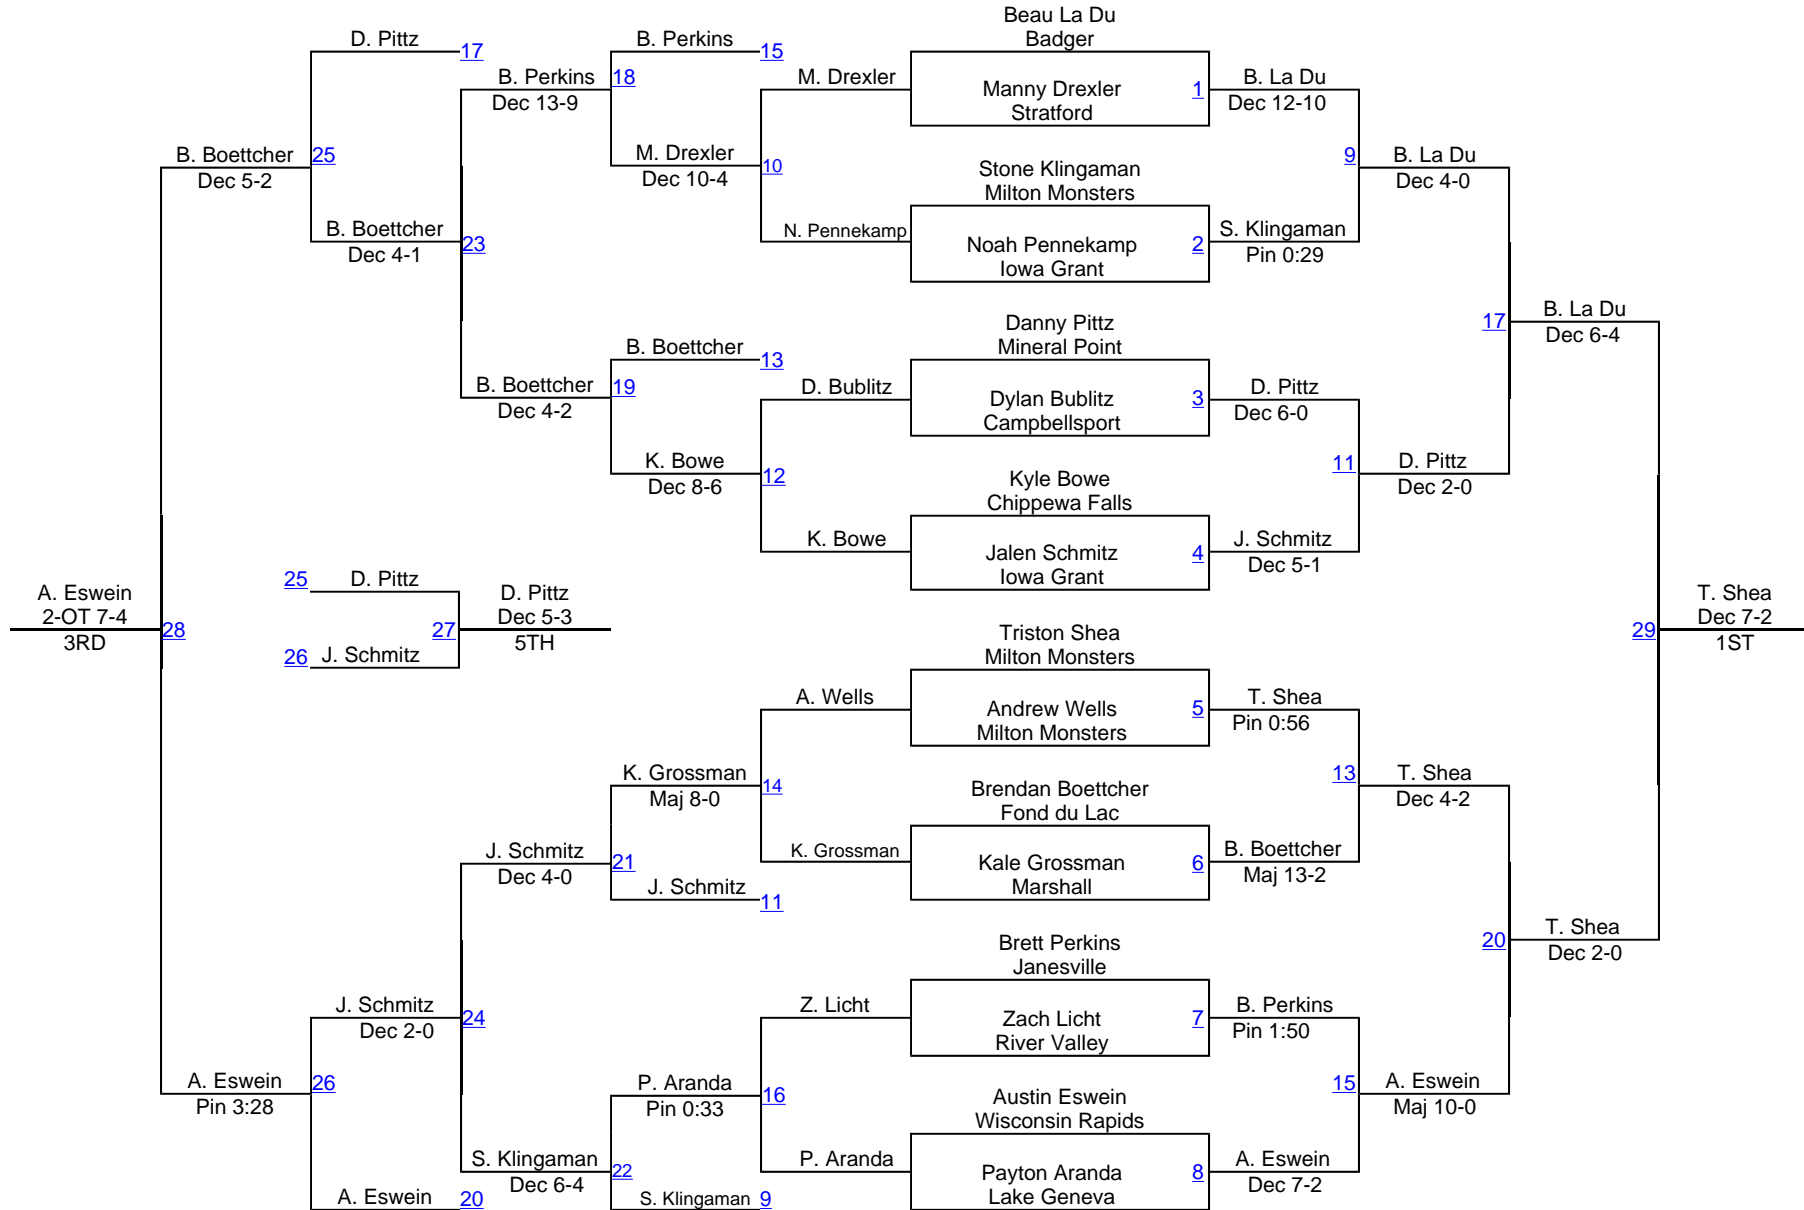 Beau La Du
D. Pittz
17
B. Perkins
15
Badger
B. Perkins
18
M. Drexler
Manny Drexler
1
B. La Du
Dec 13-9
Stratford
Dec 12-10
B. Boettcher
25
M. Drexler
10
Stone Klingaman
9
B. La Du
Dec 5-2
Dec 10-4
Milton Monsters
Dec 4-0
B. Boettcher
23
N. Pennekamp
Noah Pennekamp
2
S. Klingaman
Dec 4-1
Iowa Grant
Pin 0:29
Danny Pittz
17
B. La Du
B. Boettcher
13
Mineral Point
Dec 6-4
B. Boettcher
19
D. Bublitz
Dylan Bublitz
3
D. Pittz
Dec 4-2
Campbellsport
Dec 6-0
K. Bowe
12
Kyle Bowe
11
D. Pittz
Dec 8-6
Chippewa Falls
Dec 2-0
K. Bowe
Jalen Schmitz
4
J. Schmitz
Iowa Grant
Dec 5-1
A. Eswein
25
D. Pittz
D. Pittz
T. Shea
2-OT 7-4
28
27
Dec 5-3
Triston Shea
29
Dec 7-2
3RD
26
J. Schmitz
5TH
Milton Monsters
1ST
A. Wells
Andrew Wells
5
T. Shea
Milton Monsters
Pin 0:56
K. Grossman
14
Brendan Boettcher
13
T. Shea
Maj 8-0
Fond du Lac
Dec 4-2
J. Schmitz
21
K. Grossman
Kale Grossman
6
B. Boettcher
Dec 4-0
J. Schmitz
11
Marshall
Maj 13-2
Brett Perkins
20
T. Shea
Janesville
Dec 2-0
J. Schmitz
24
Z. Licht
Zach Licht
7
B. Perkins
Dec 2-0
River Valley
Pin 1:50
A. Eswein
26
P. Aranda
16
Austin Eswein
15
A. Eswein
Pin 3:28
Pin 0:33
Wisconsin Rapids
Maj 10-0
S. Klingaman
22
P. Aranda
Payton Aranda
8
A. Eswein
A. Eswein
20
Dec 6-4
S. Klingaman
9
Lake Geneva
Dec 7-2